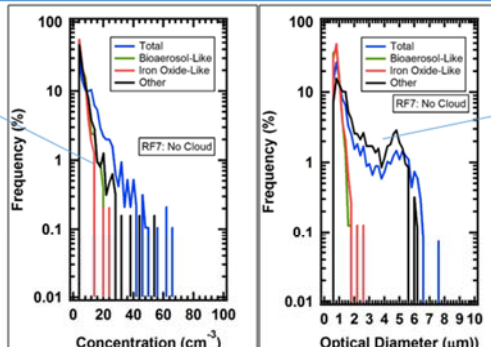 100
10
1
0.1
0.01
Frequency (%)
Total
Bioaerosol-Like
Iron Oxide-Like
Other
RF7: No Cloud
0 20 40 60 80 100
Concentration (cm-3)
100
10
1
0.1
0.01
Frequency (%)
Total
Bioaerosol-Like
Iron Oxide-Like
Other
RF7: No Cloud
0 1 2 3 4 5 6 7 8 9 10
Optical Diameter (µm))